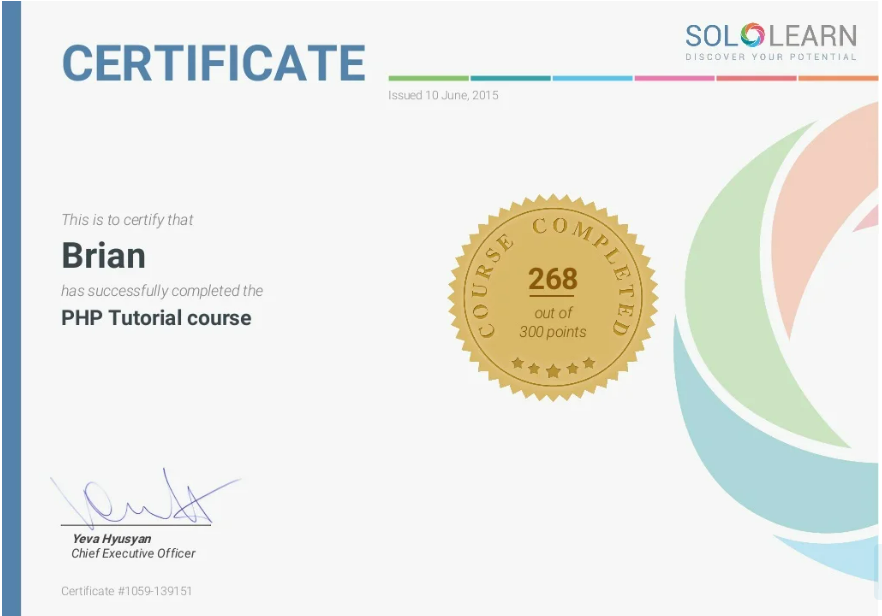 CERTIFICATE
SOLOLEARN
DISCOVER YOUR POTENTIAL
Issued 10 June, 2015
This is to certify that
Brian
has successfully completed the
PHP Tutorial course
COURSE COMPLETED
268
out of
300 points
Yeva Hyusyan
Chief Executive Officer
Certificate #1059-139151